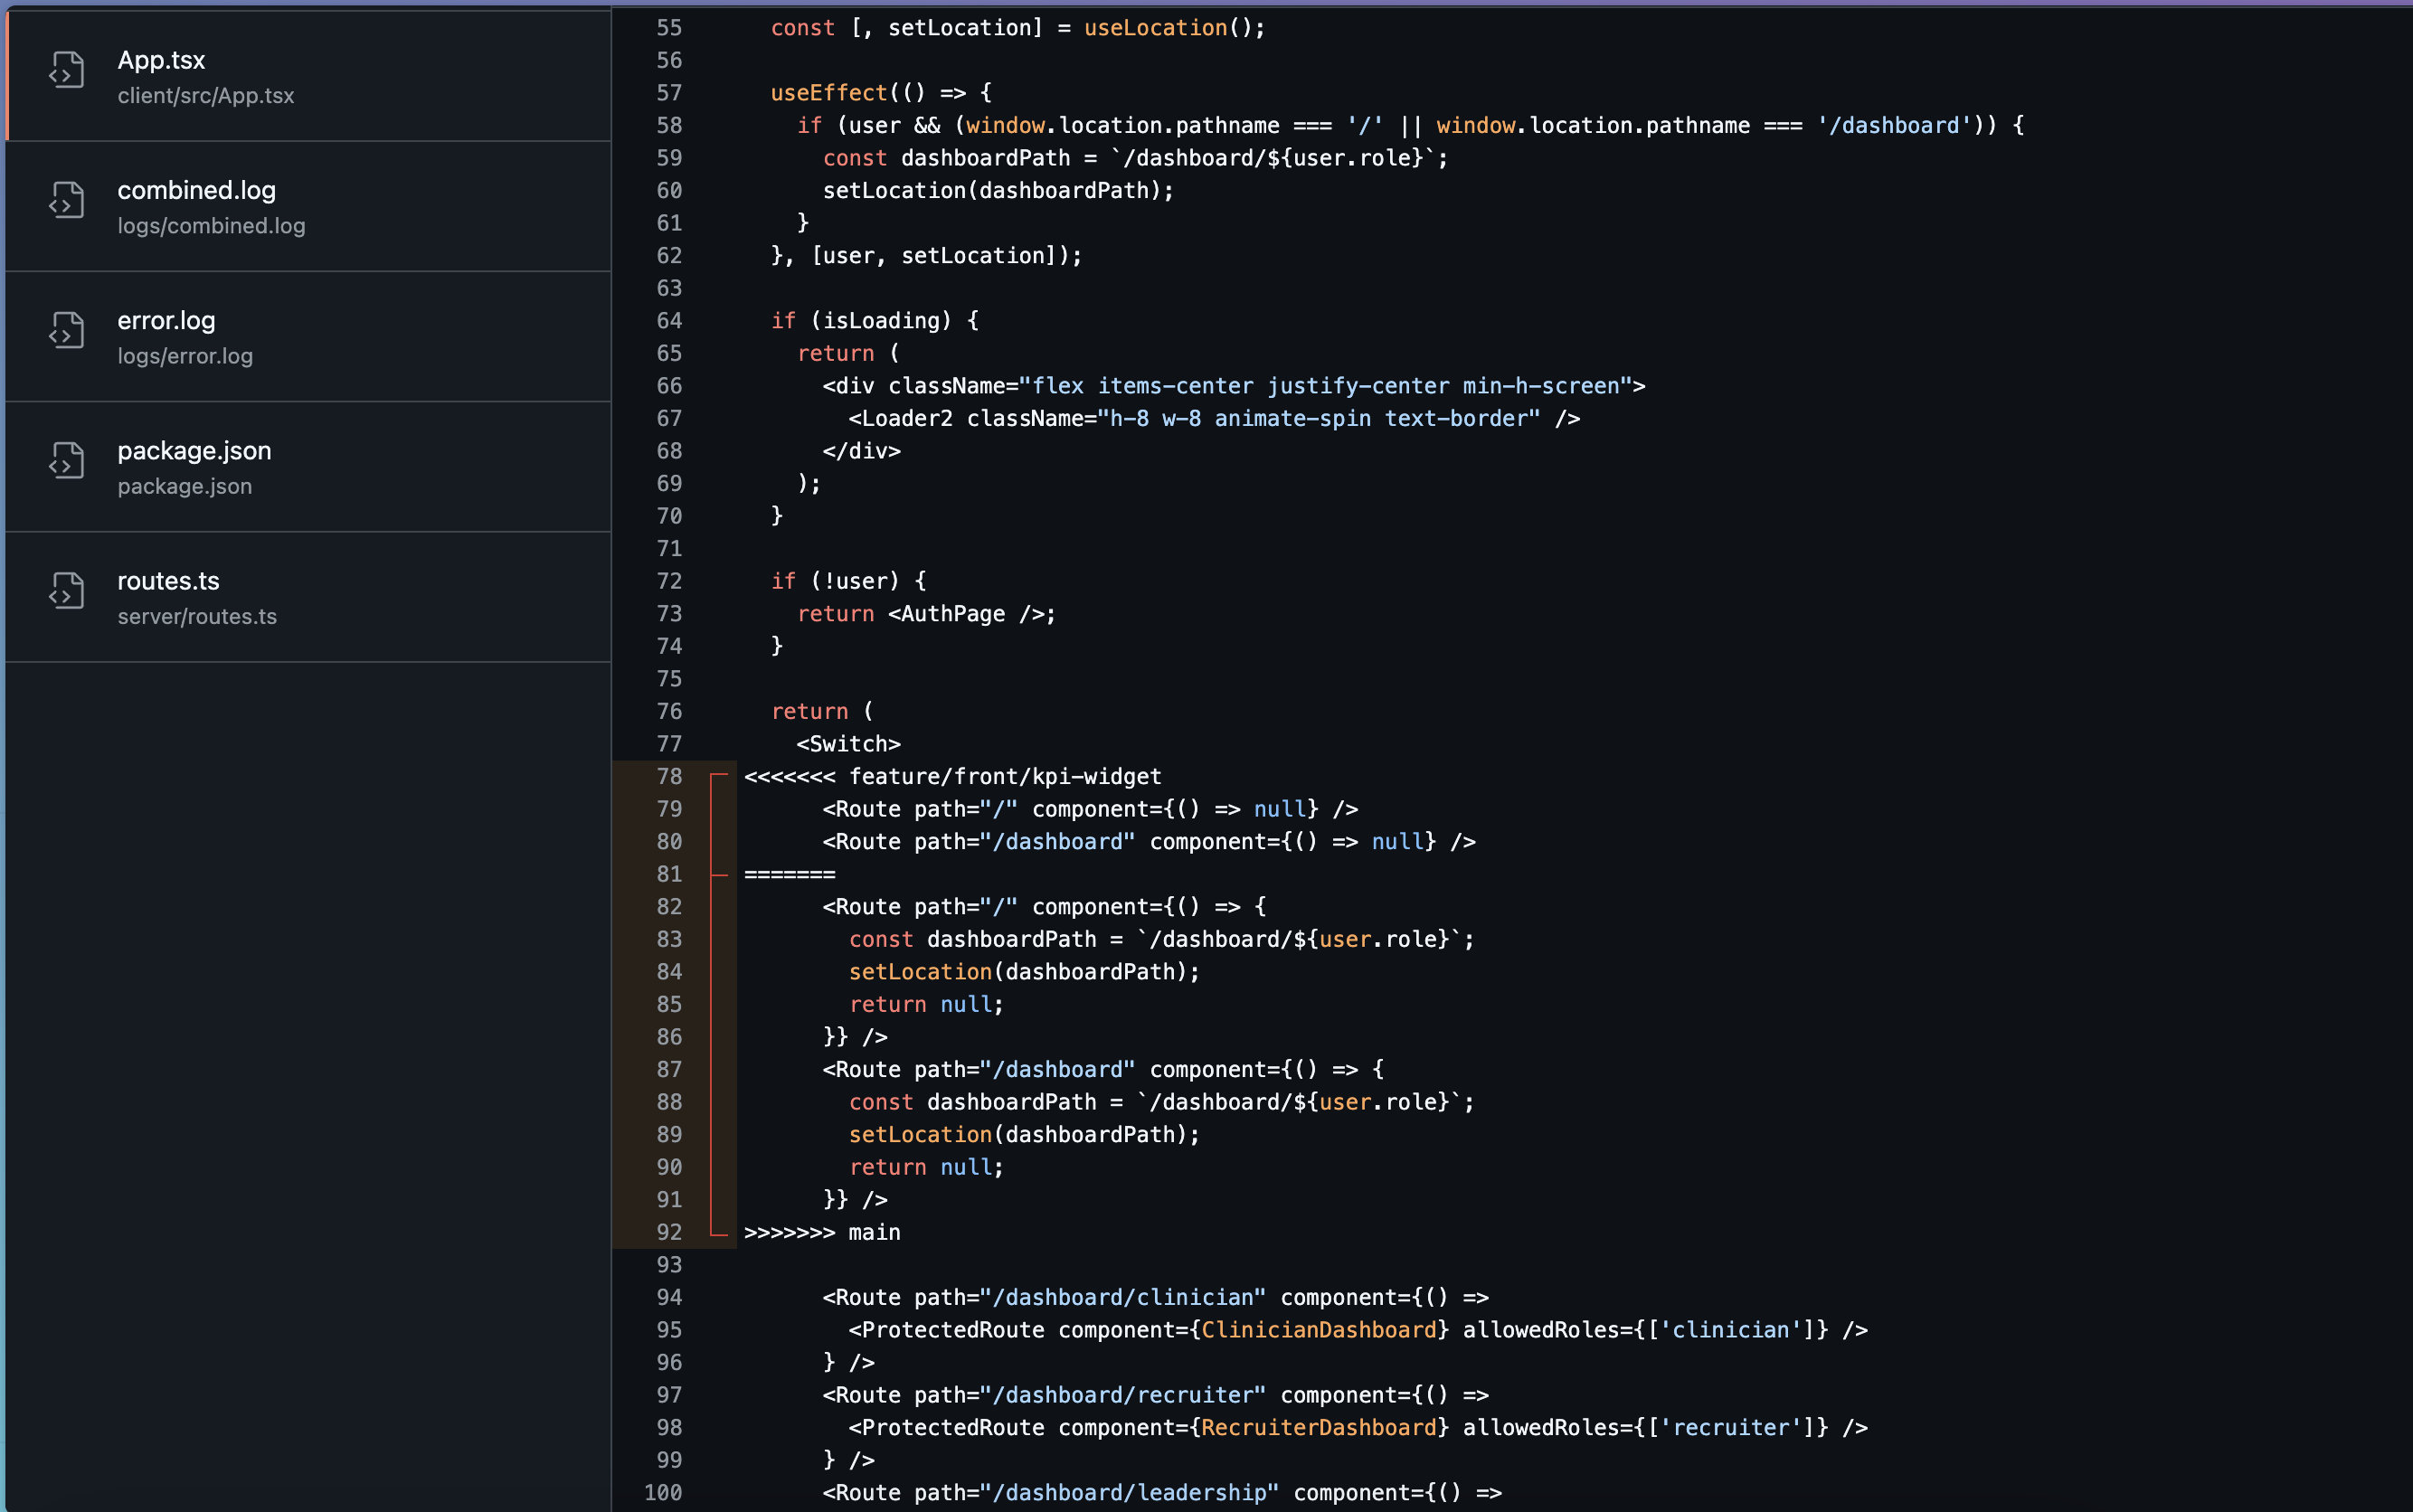 App.tsx
client/src/App.tsx
combined.log
logs/combined.log
error.log
logs/error.log
package.json
package.json
routes.ts
server/routes.ts
55   const [, setLocation] = useLocation();
56
57   useEffect(() => {
58     if (user && (window.location.pathname === '/' || window.location.pathname === '/dashboard')) {
59       const dashboardPath = `/dashboard/${user.role}`;
60       setLocation(dashboardPath);
61     }
62   }, [user, setLocation]);
63
64   if (isLoading) {
65     return (
66       <div className="flex items-center justify-center min-h-screen">
67         <Loader2 className="h-8 w-8 animate-spin text-border" />
68       </div>
69     );
70   }
71
72   if (!user) {
73     return <AuthPage />;
74   }
75
76   return (
77     <Switch>
78 <<<<<<< feature/front/kpi-widget
79       <Route path="/" component={() => null} />
80       <Route path="/dashboard" component={() => null} />
81 =======
82       <Route path="/" component={() => {
83         const dashboardPath = `/dashboard/${user.role}`;
84         setLocation(dashboardPath);
85         return null;
86       }} />
87       <Route path="/dashboard" component={() => {
88         const dashboardPath = `/dashboard/${user.role}`;
89         setLocation(dashboardPath);
90         return null;
91       }} />
92 >>>>>>> main
93
94       <Route path="/dashboard/clinician" component={() =>
95         <ProtectedRoute component={ClinicianDashboard} allowedRoles={['clinician']} />
96       } />
97       <Route path="/dashboard/recruiter" component={() =>
98         <ProtectedRoute component={RecruiterDashboard} allowedRoles={['recruiter']} />
99       } />
100       <Route path="/dashboard/leadership" component={() =>